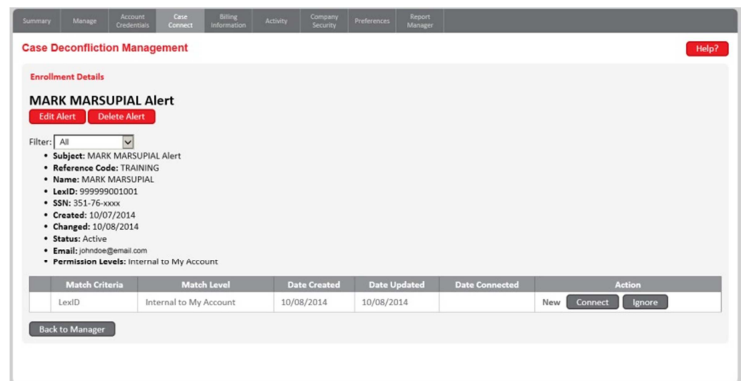 Summary Manage Account Credentials Case Connect Billing Information Activity Company Security Preferences Report Manager
Case Deconfliction Management Help?
Enrollment Details
MARK MARSUPIAL Alert
Edit Alert Delete Alert
Filter: All
• Subject: MARK MARSUPIAL Alert
• Reference Code: TRAINING
• Name: MARK MARSUPIAL
• LexID: 999999001001
• SSN: 351-76-xxxx
• Created: 10/07/2014
• Changed: 10/08/2014
• Status: Active
• Email: johndoe@email.com
• Permission Levels: Internal to My Account
Match Criteria Match Level Date Created Date Updated Date Connected Action
LexID Internal to My Account 10/08/2014 10/08/2014 New Connect Ignore
Back to Manager